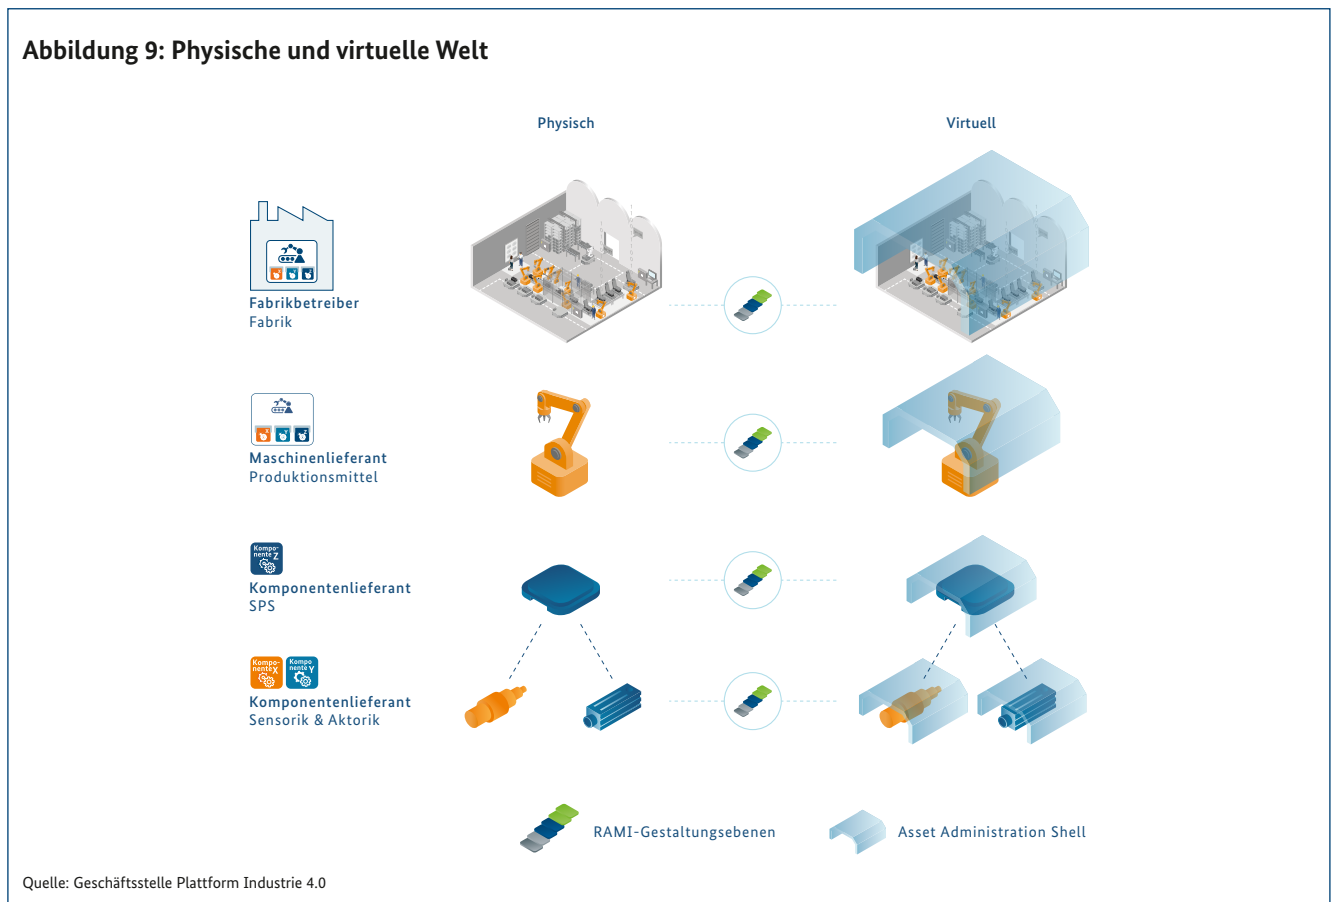 Abbildung 9: Physische und virtuelle Welt
Physisch
Virtuell
Fabrikbetreiber
Fabrik
Maschinenlieferant
Produktionsmittel
Kompo-
nente Z
Komponentenlieferant
SPS
Kompo-
nente X
Kompo
nente Y
Komponentenlieferant
Sensorik & Aktorik
RAMI-Gestaltungsebenen
Asset Administration Shell
Quelle: Geschäftsstelle Plattform Industrie 4.0